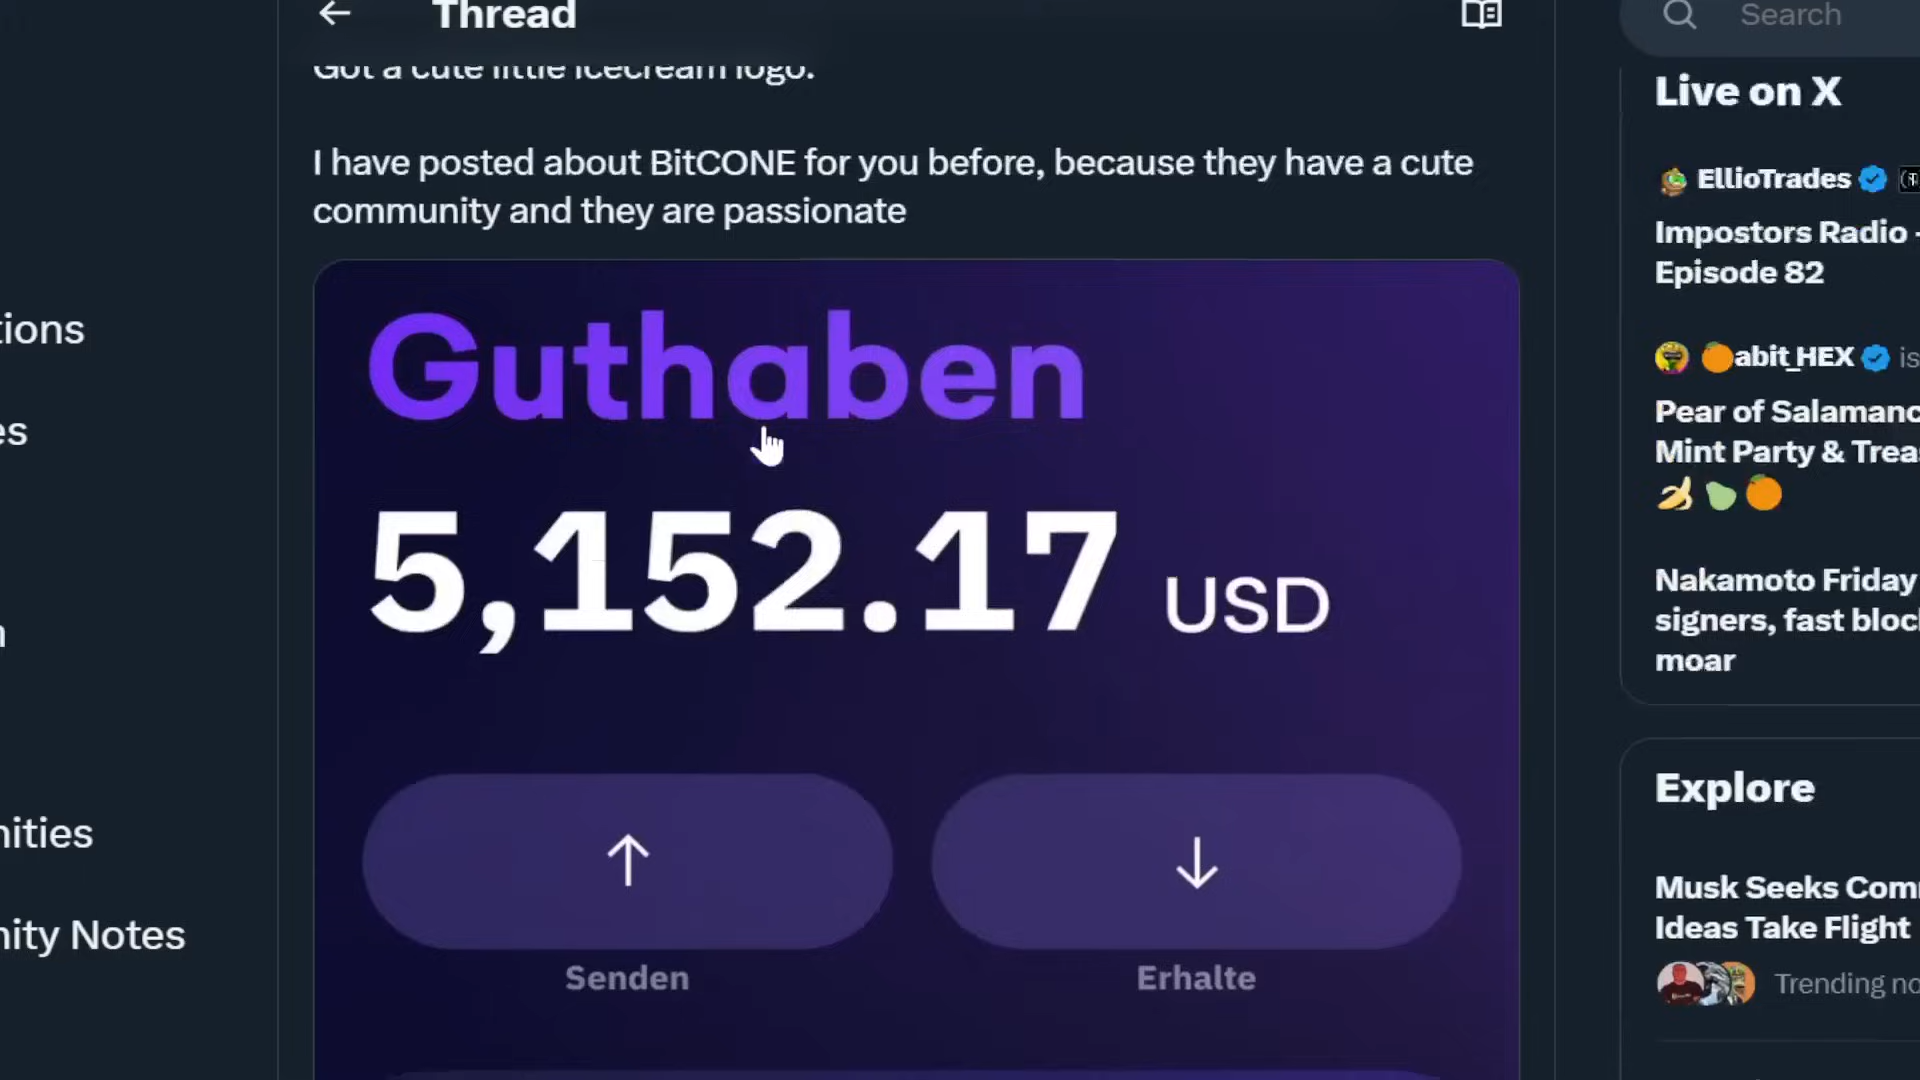 Thread
Search
Got a cute little icecream logo.
I have posted about BitCONE for you before, because they have a cute
community and they are passionate
Guthaben
5,152.17 USD
Senden
Erhalte
tions
es
nities
nity Notes
Live on X
EllioTrades
Impostors Radio -
Episode 82
abit_HEX is
Pear of Salamanc
Mint Party & Trea
Nakamoto Friday
signers, fast bloc
moar
Explore
Musk Seeks Com
Ideas Take Flight
Trending no